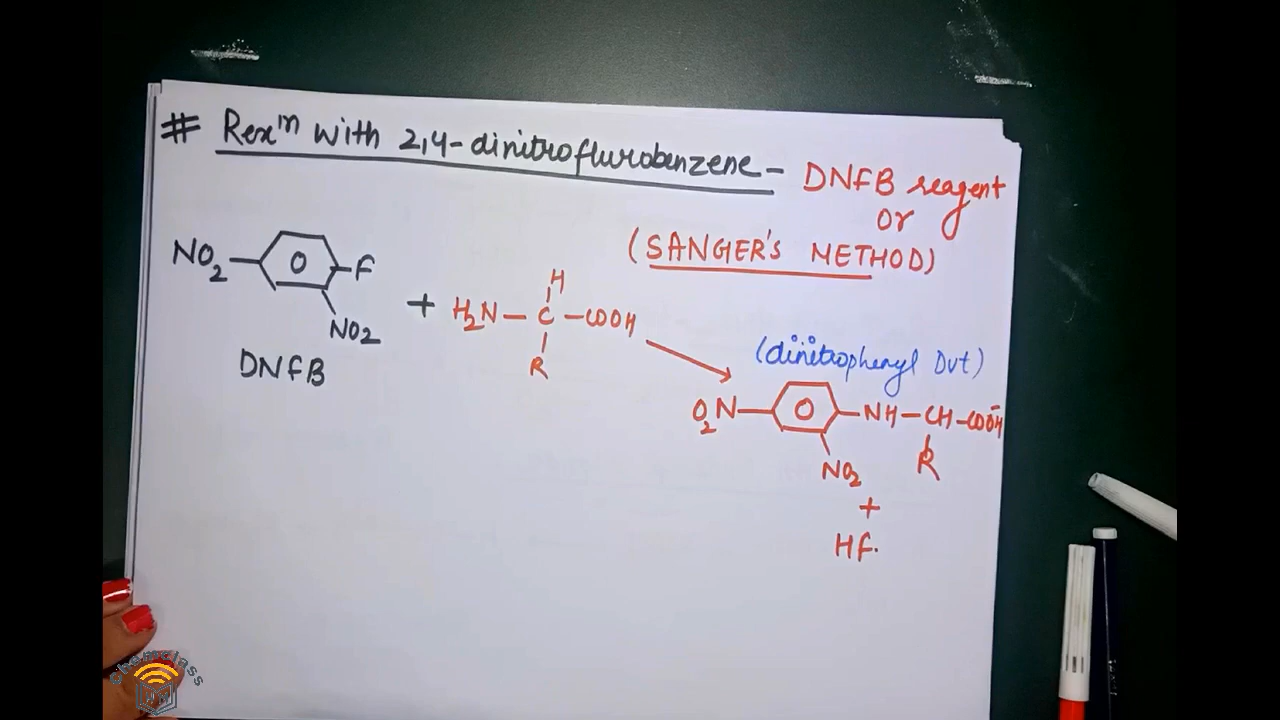 # Rexⁿ with 2,4-dinitroflurobenzene - DNFB reagent
or
(SANGER'S METHOD)
NO2 F
NO2
DNFB
+ H2N - C - COOH
H
R
(dinitrophenyl Dvt)
O2N NH - CH - COOH
NO2 R
+
HF.
chemclass